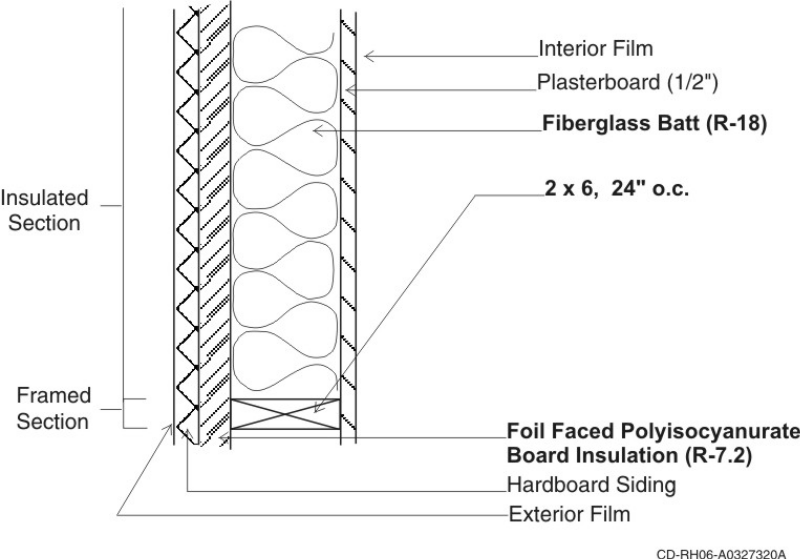 Interior Film
Plasterboard (1/2")
Fiberglass Batt (R-18)
2 x 6, 24" o.c.
Insulated
Section
Framed
Section
Foil Faced Polyisocyanurate
Board Insulation (R-7.2)
Hardboard Siding
Exterior Film
CD-RH06-A0327320A